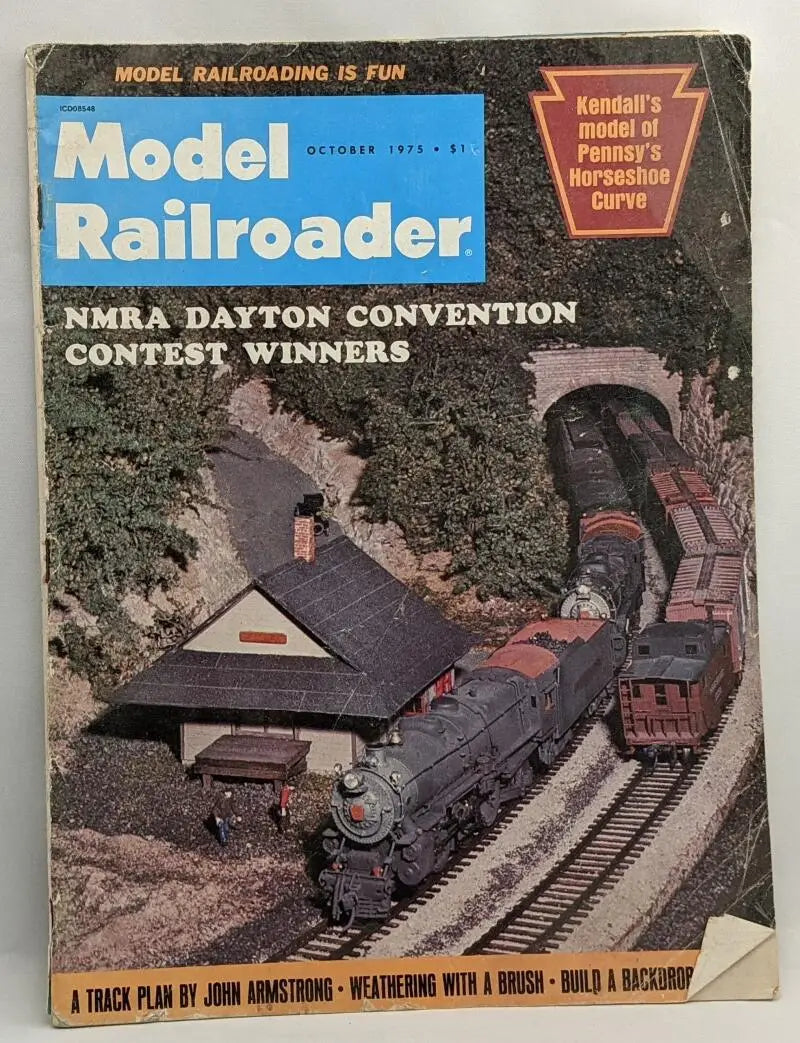 MODEL RAILROADING IS FUN
ICD08548
Model
OCTOBER 1975 • $1
Railroader®
Kendall's
model of
Pennsy's
Horseshoe
Curve
NMRA DAYTON CONVENTION
CONTEST WINNERS
A TRACK PLAN BY JOHN ARMSTRONG • WEATHERING WITH A BRUSH • BUILD A BACKDROP